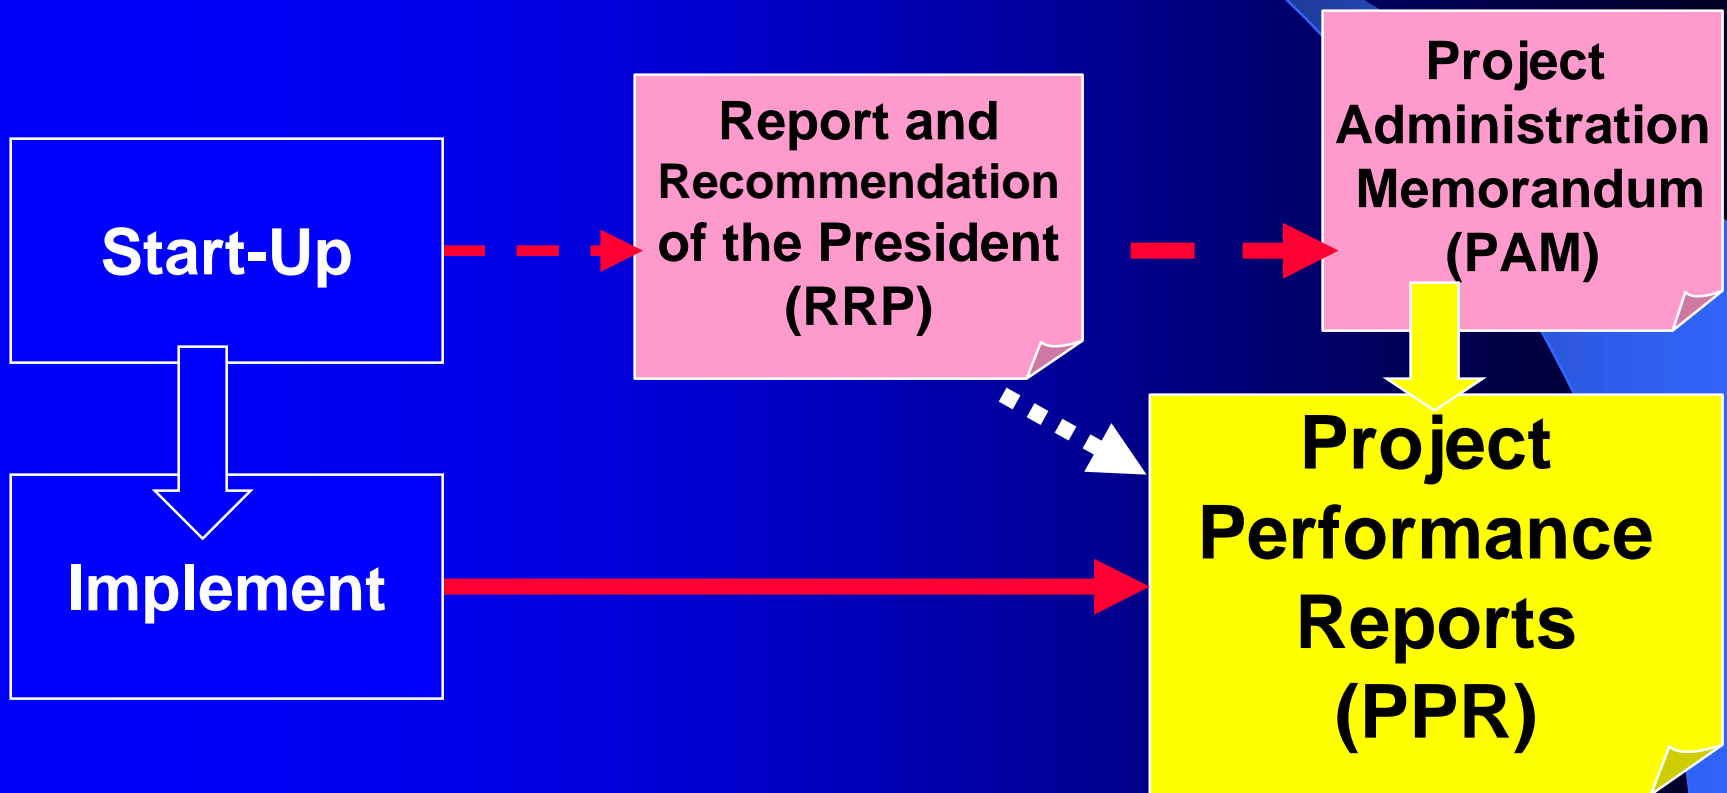 Start-Up
Report and
Recommendation
of the President
(RRP)
Project
Administration
Memorandum
(PAM)
Implement
Project
Performance
Reports
(PPR)